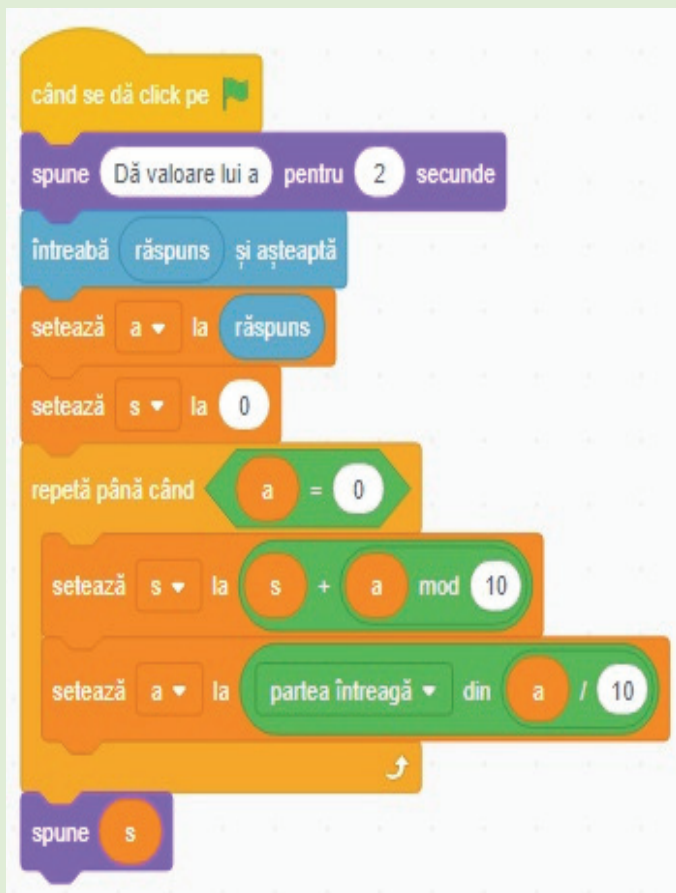 când se dă click pe
spune Dă valoare lui a pentru 2 secunde
întreabă răspuns și așteaptă
setează a la răspuns
setează s la 0
repetă până când a = 0
setează s la s + a mod 10
setează a la partea întreagă din a / 10
spune s